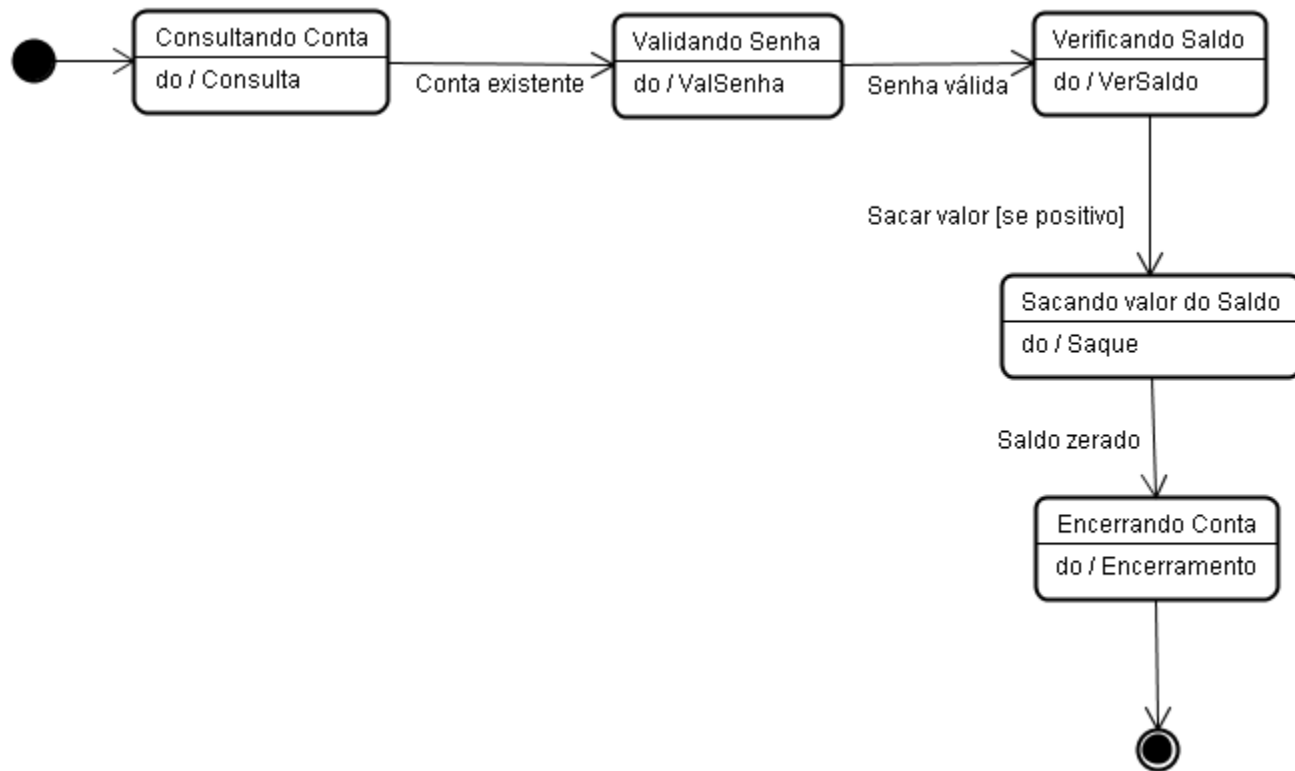 Consultando Conta
do / Consulta
Conta existente
Validando Senha
do / ValSenha
Senha válida
Verificando Saldo
do / VerSaldo
Sacar valor [se positivo]
Sacando valor do Saldo
do / Saque
Saldo zerado
Encerrando Conta
do / Encerramento